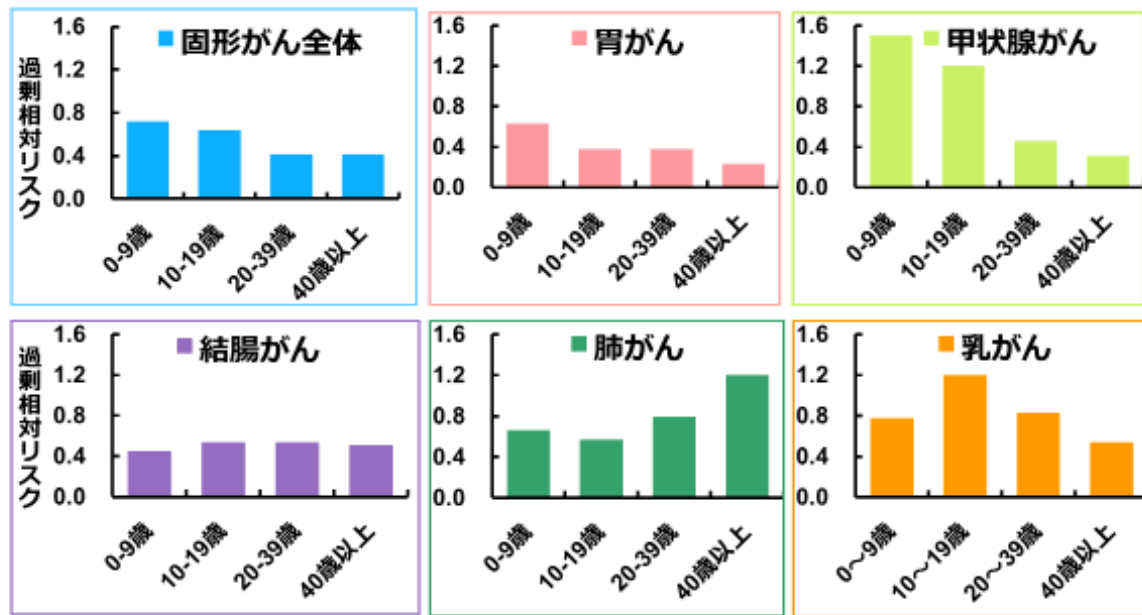 過剰相対リスク
固形がん全体
1.6
1.2
0.8
0.4
0.0
0-9歳
10-19歳
20-39歳
40歳以上
胃がん
1.6
1.2
0.8
0.4
0.0
0-9歳
10-19歳
20-39歳
40歳以上
甲状腺がん
1.6
1.2
0.8
0.4
0.0
0-9歳
10-19歳
20-39歳
40歳以上
過剰相対リスク
結腸がん
1.6
1.2
0.8
0.4
0.0
0-9歳
10-19歳
20-39歳
40歳以上
肺がん
1.6
1.2
0.8
0.4
0.0
0-9歳
10-19歳
20-39歳
40歳以上
乳がん
1.6
1.2
0.8
0.4
0.0
0～9歳
10～19歳
20～39歳
40歳以上